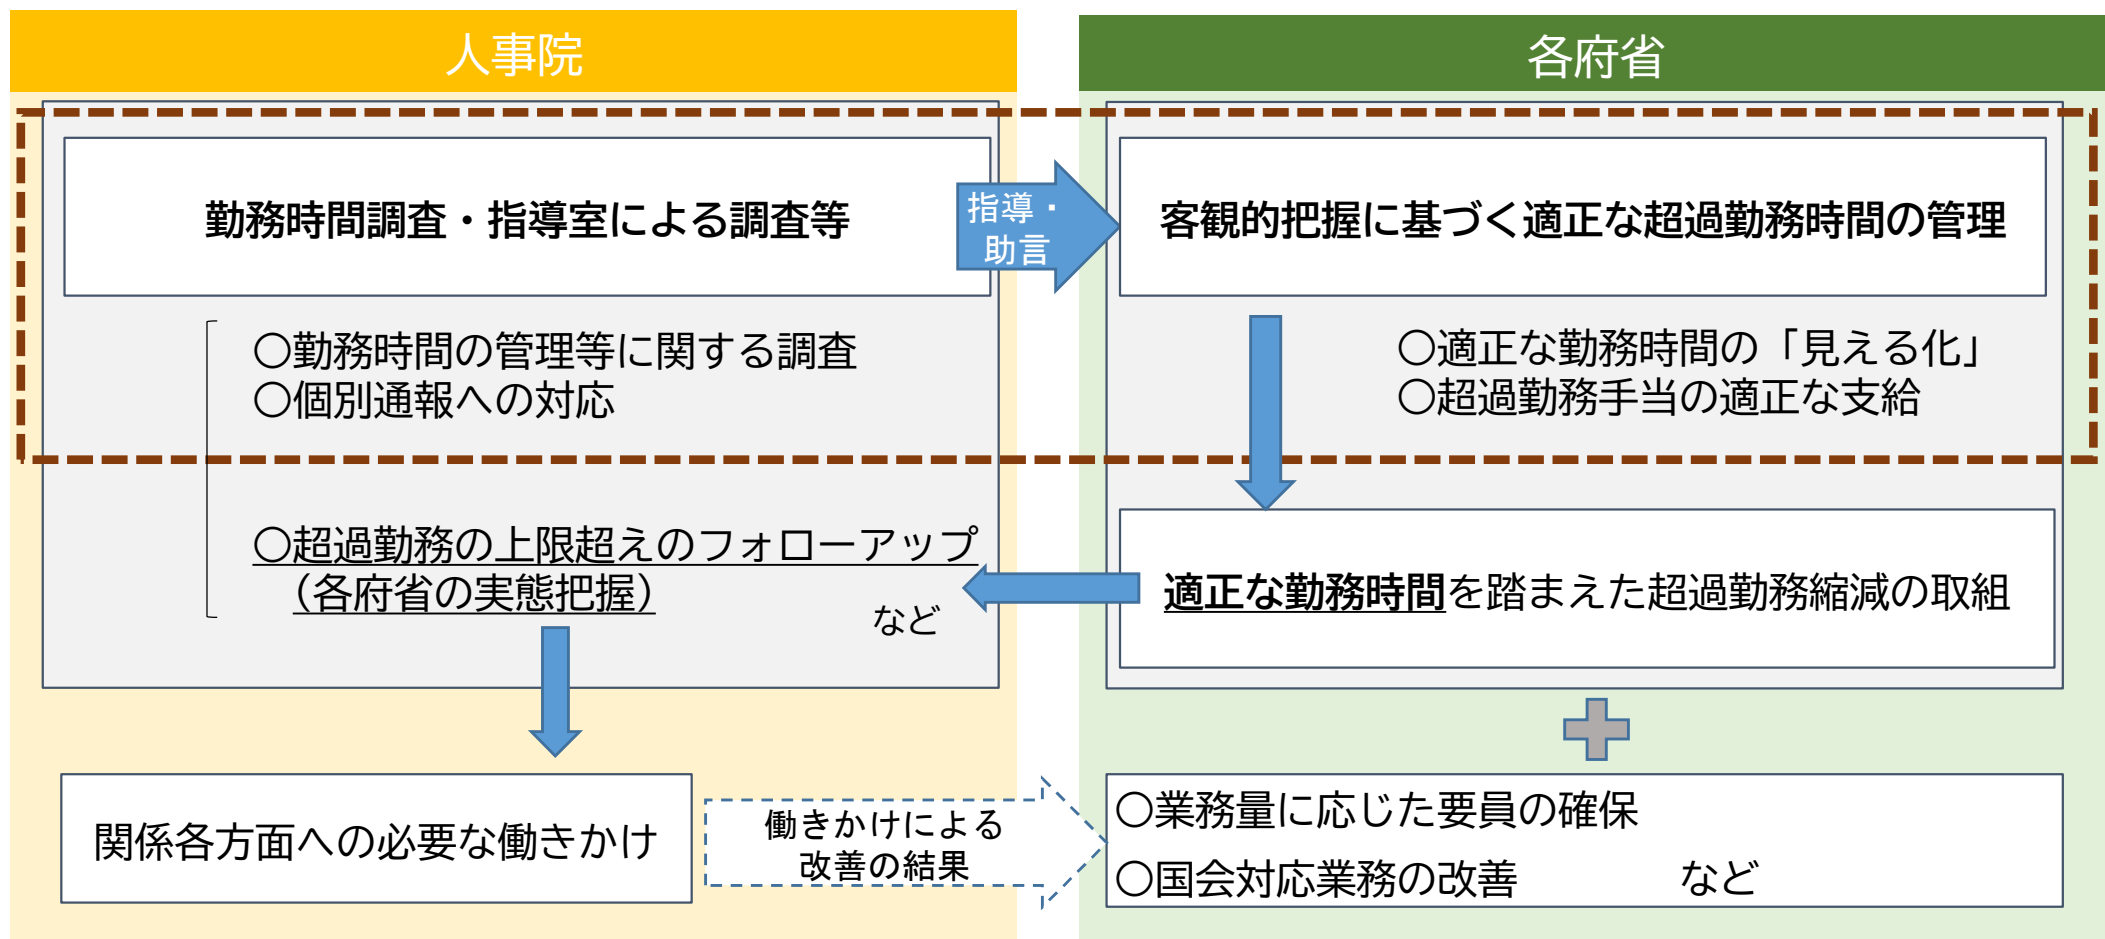 人事院
各府省
勤務時間調査・指導室による調査等
指導・
助言
客観的把握に基づく適正な超過勤務時間の管理
〇勤務時間の管理等に関する調査
〇個別通報への対応
〇適正な勤務時間の「見える化」
〇超過勤務手当の適正な支給
〇超過勤務の上限超えのフォローアップ
（各府省の実態把握）
など
適正な勤務時間を踏まえた超過勤務縮減の取組
関係各方面への必要な働きかけ
働きかけによる
改善の結果
〇業務量に応じた要員の確保
〇国会対応業務の改善　　　　など